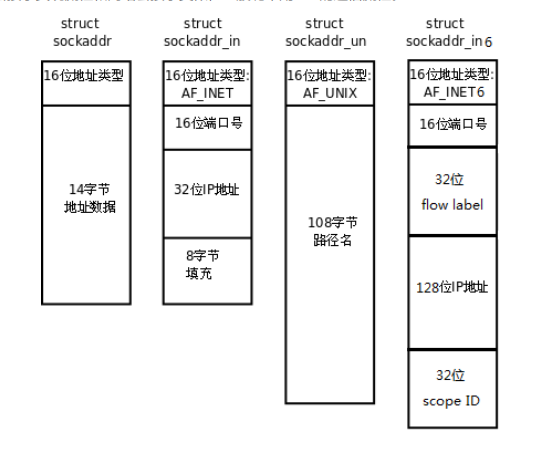 struct
sockaddr
16位地址类型
14字节
地址数据
struct
sockaddr_in
16位地址类型:
AF_INET
16位端口号
32位IP地址
8字节
填充
struct
sockaddr_un
16位地址类型:
AF_UNIX
108字节
路径名
struct
sockaddr_in6
16位地址类型:
AF_INET6
16位端口号
32位
flow label
128位IP地址
32位
scope ID